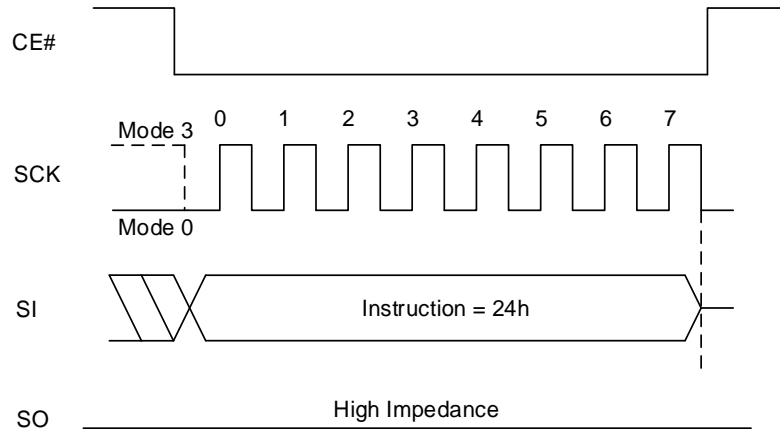 CE#
Mode 3
0 1 2 3 4 5 6 7
SCK
Mode 0
SI
Instruction = 24h
SO
High Impedance